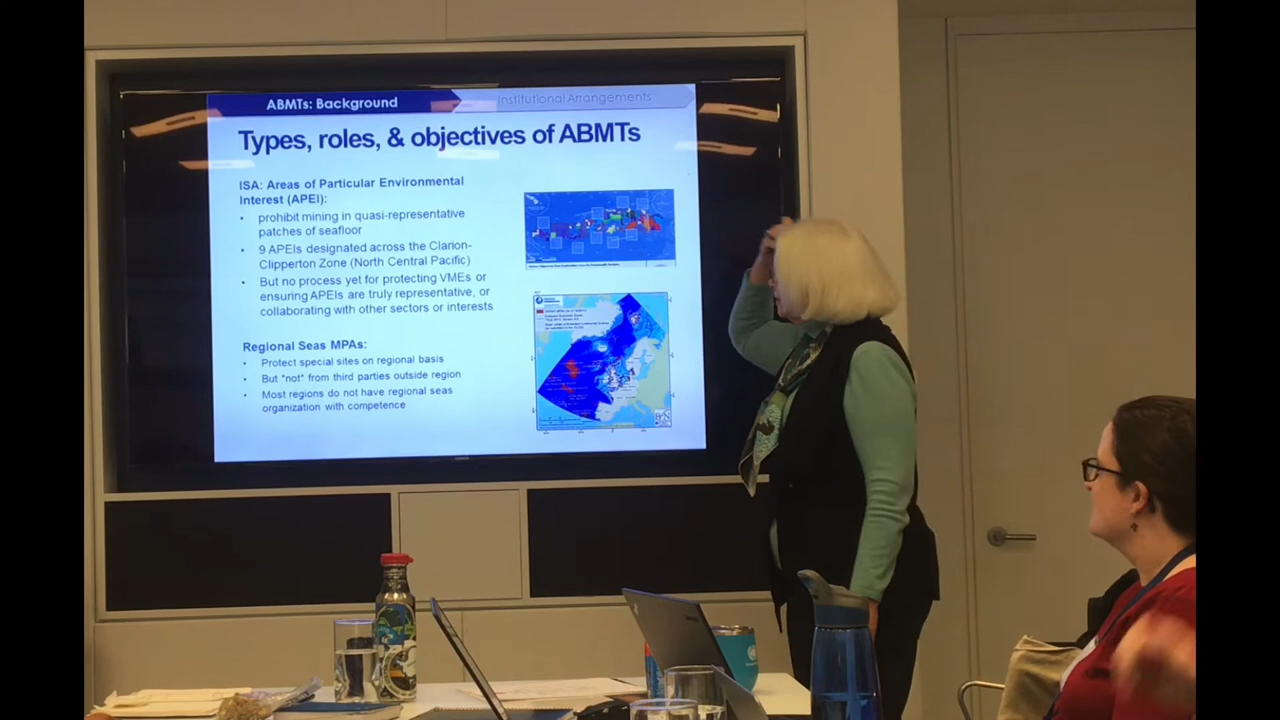 ABMTs: Background
Institutional Arrangements
Types, roles, & objectives of ABMTs
ISA: Areas of Particular Environmental
Interest (APEI):
• prohibit mining in quasi-representative
patches of seafloor
• 9 APEIs designated across the Clarion-
Clipperton Zone (North Central Pacific)
• But no process yet for protecting VMEs or
ensuring APEIs are truly representative, or
collaborating with other sectors or interests
Regional Seas MPAs:
• Protect special sites on regional basis
• But *not* from third parties outside region
• Most regions do not have regional seas
organization with competence